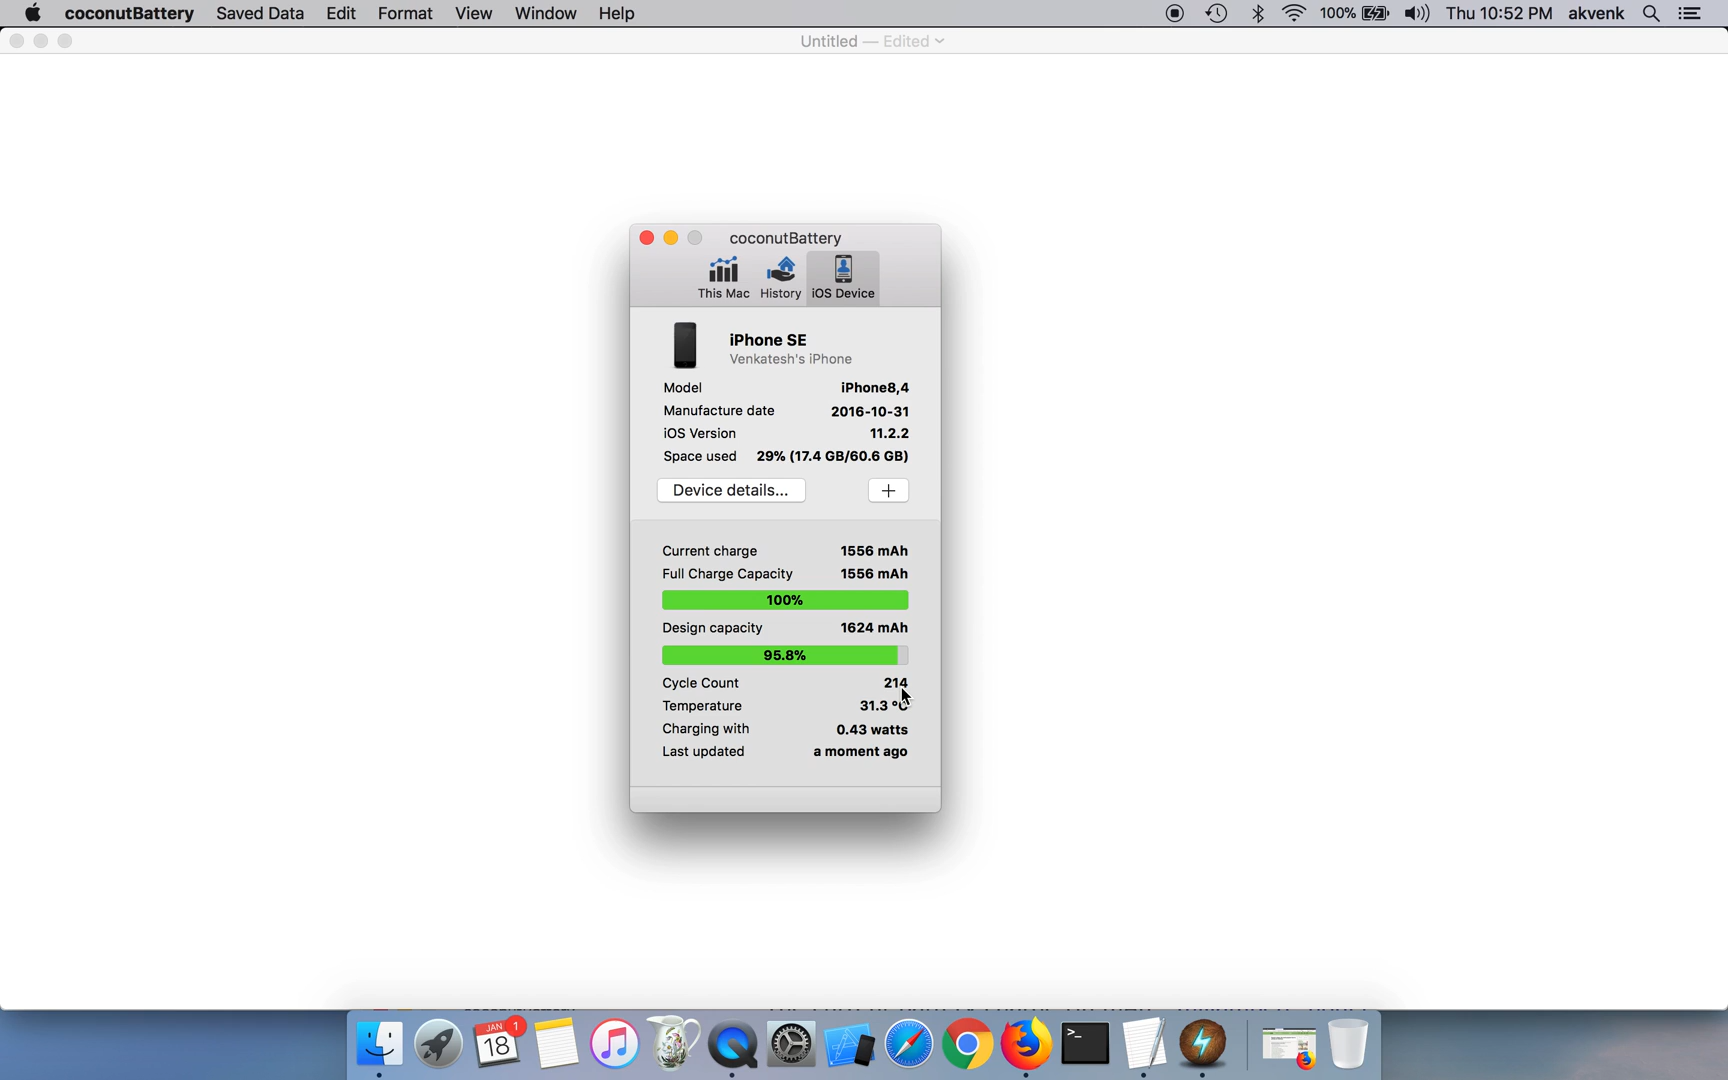 coconutBattery Saved Data Edit Format View Window Help 100% Thu 10:52 PM akvenk
Untitled — Edited
coconutBattery
This Mac History iOS Device
iPhone SE
Venkatesh's iPhone
Model iPhone8,4
Manufacture date 2016-10-31
iOS Version 11.2.2
Space used 29% (17.4 GB/60.6 GB)
Device details... +
Current charge 1556 mAh
Full Charge Capacity 1556 mAh
100%
Design capacity 1624 mAh
95.8%
Cycle Count 214
Temperature 31.3 °C
Charging with 0.43 watts
Last updated a moment ago
JAN 1
18
>_